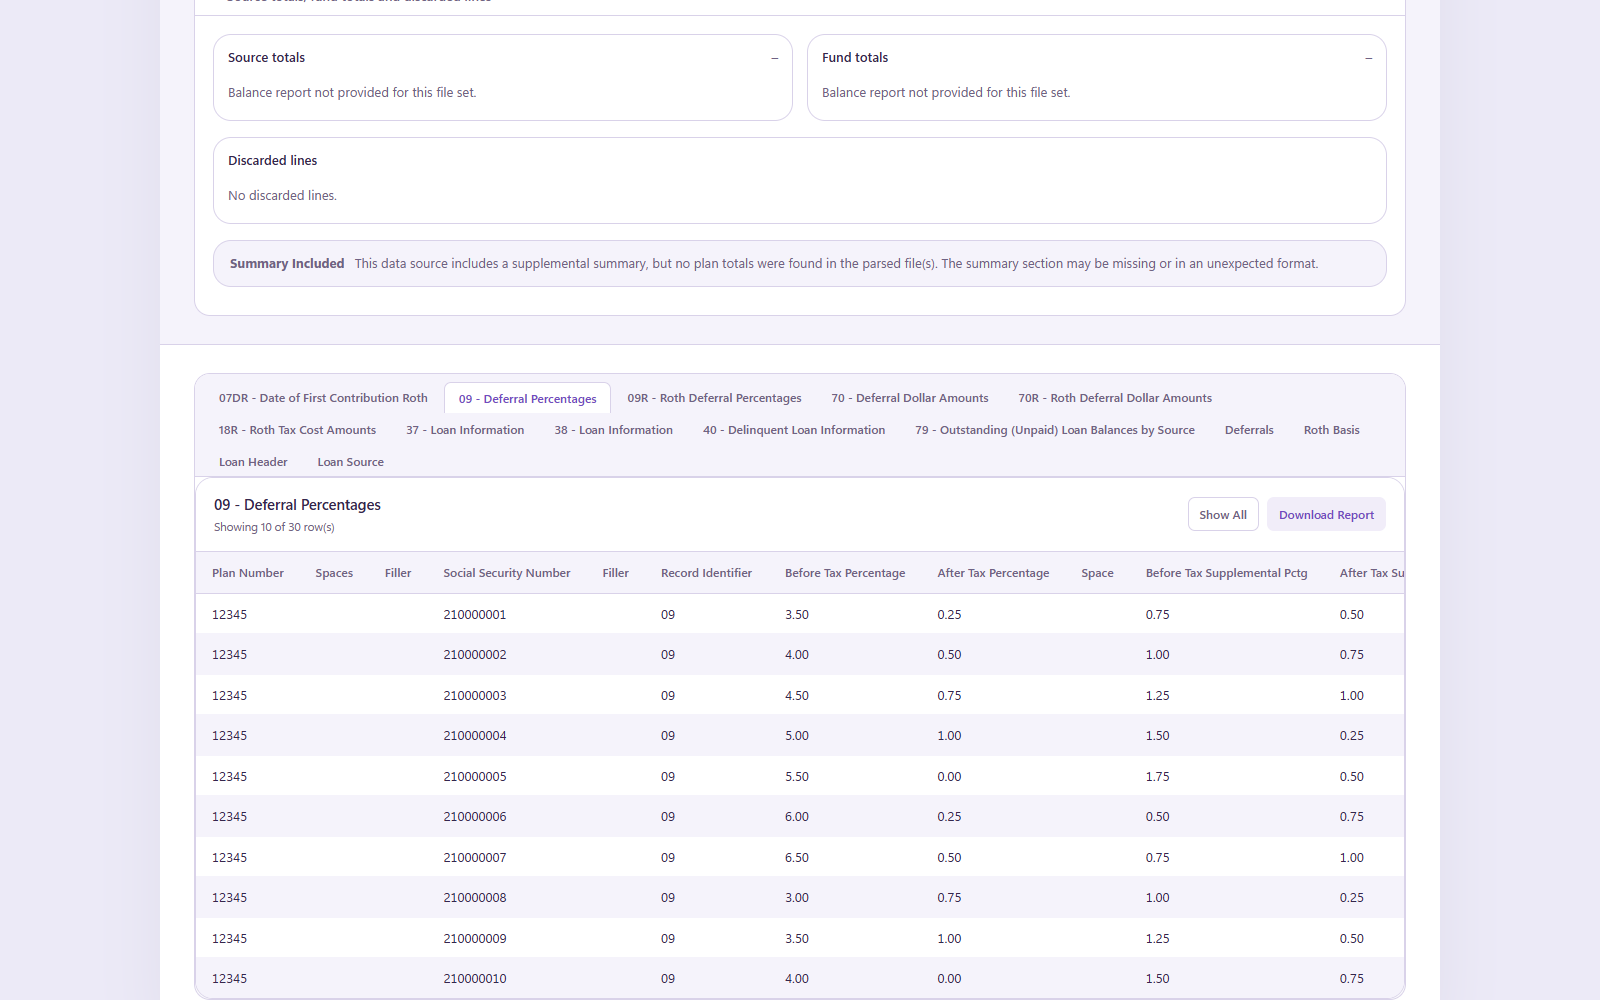 Source totals –
Balance report not provided for this file set.
Fund totals –
Balance report not provided for this file set.
Discarded lines
No discarded lines.
Summary Included This data source includes a supplemental summary, but no plan totals were found in the parsed file(s). The summary section may be missing or in an unexpected format.
07DR - Date of First Contribution Roth 09 - Deferral Percentages 09R - Roth Deferral Percentages 70 - Deferral Dollar Amounts 70R - Roth Deferral Dollar Amounts
18R - Roth Tax Cost Amounts 37 - Loan Information 38 - Loan Information 40 - Delinquent Loan Information 79 - Outstanding (Unpaid) Loan Balances by Source Deferrals Roth Basis
Loan Header Loan Source
09 - Deferral Percentages
Showing 10 of 30 row(s)
Show All Download Report
Plan Number Spaces Filler Social Security Number Filler Record Identifier Before Tax Percentage After Tax Percentage Space Before Tax Supplemental Pctg After Tax Su
12345 210000001 09 3.50 0.25 0.75 0.50
12345 210000002 09 4.00 0.50 1.00 0.75
12345 210000003 09 4.50 0.75 1.25 1.00
12345 210000004 09 5.00 1.00 1.50 0.25
12345 210000005 09 5.50 0.00 1.75 0.50
12345 210000006 09 6.00 0.25 0.50 0.75
12345 210000007 09 6.50 0.50 0.75 1.00
12345 210000008 09 3.00 0.75 1.00 0.25
12345 210000009 09 3.50 1.00 1.25 0.50
12345 210000010 09 4.00 0.00 1.50 0.75